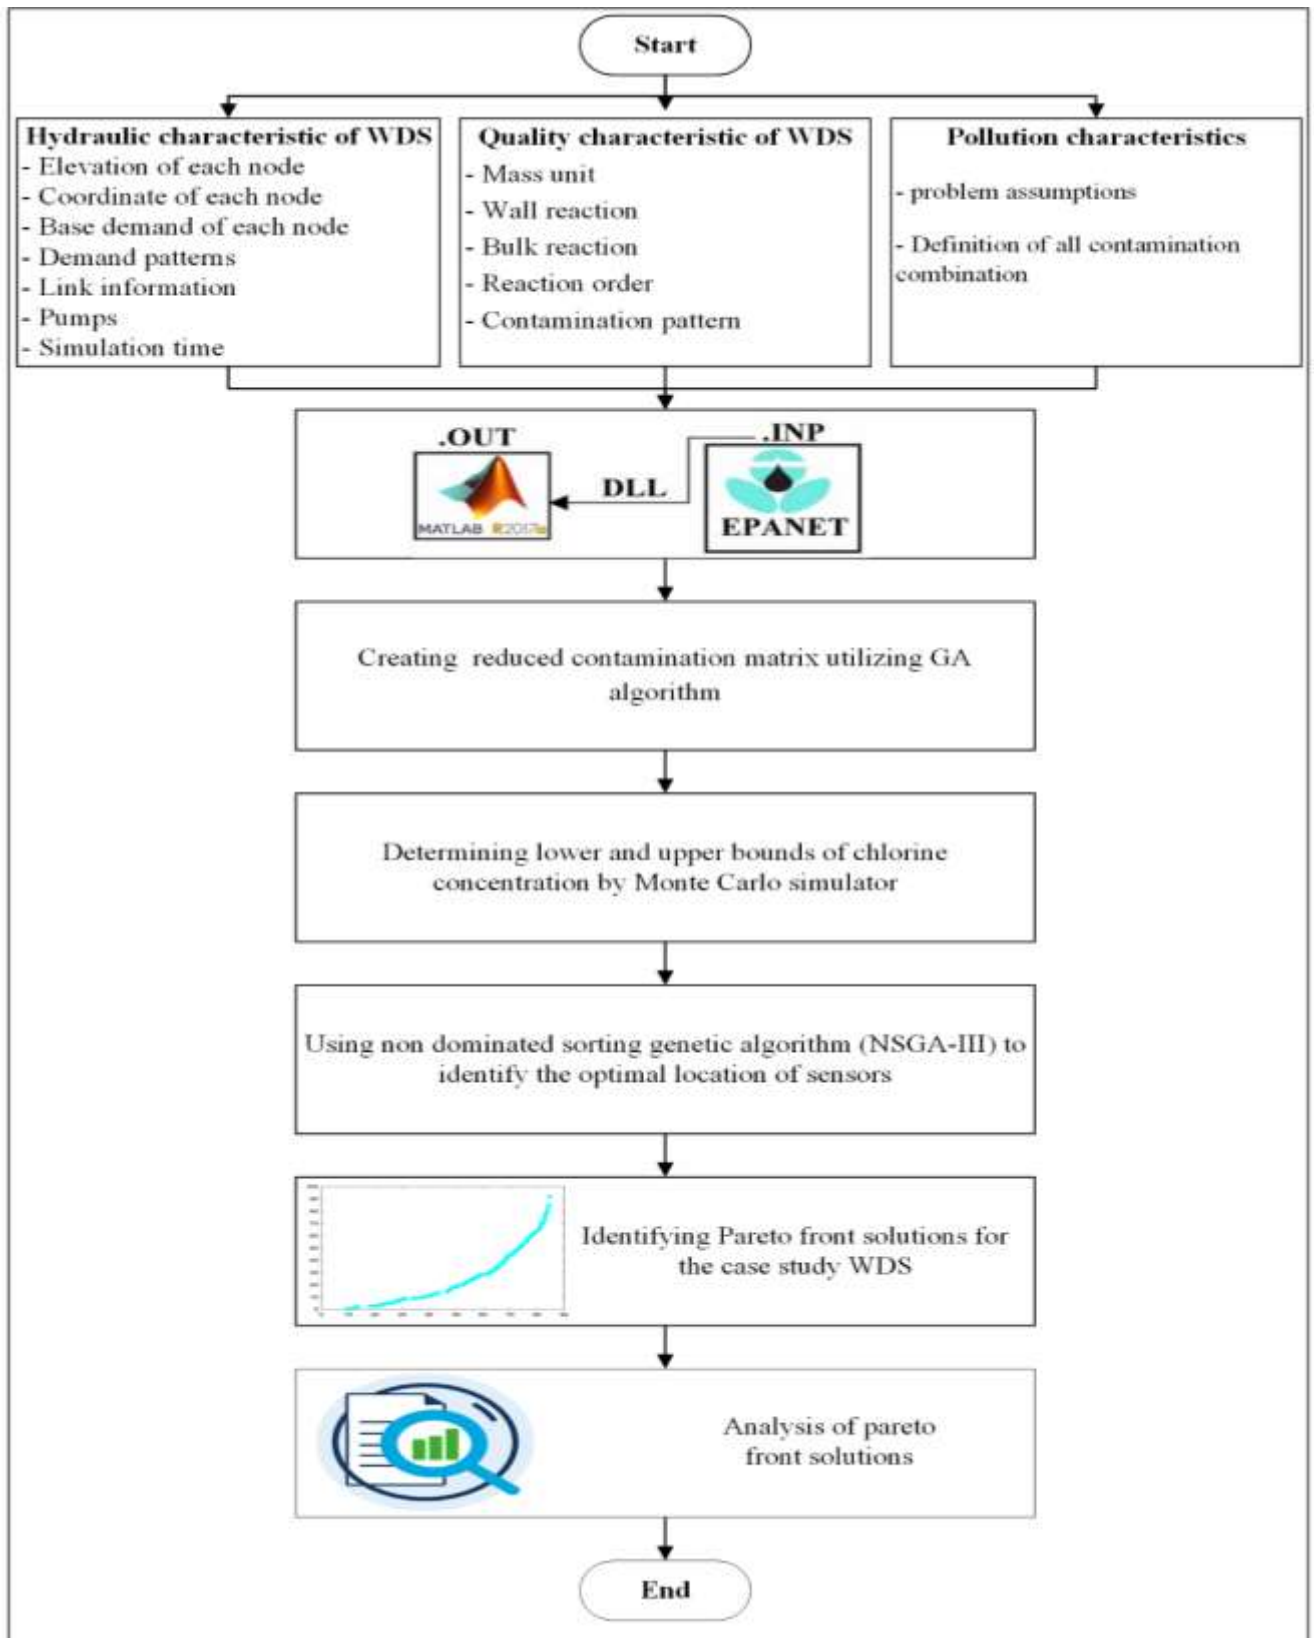 Start
Hydraulic characteristic of WDS
- Elevation of each node
- Coordinate of each node
- Base demand of each node
- Demand patterns
- Link information
- Pumps
- Simulation time
Quality characteristic of WDS
- Mass unit
- Wall reaction
- Bulk reaction
- Reaction order
- Contamination pattern
Pollution characteristics
- problem assumptions
- Definition of all contamination
combination
.OUT
.INP
DLL
MATLAB R2017
EPANET
Creating reduced contamination matrix utilizing GA
algorithm
Determining lower and upper bounds of chlorine
concentration by Monte Carlo simulator
Using non dominated sorting genetic algorithm (NSGA-III) to
identify the optimal location of sensors
Identifying Pareto front solutions for
the case study WDS
Analysis of pareto
front solutions
End